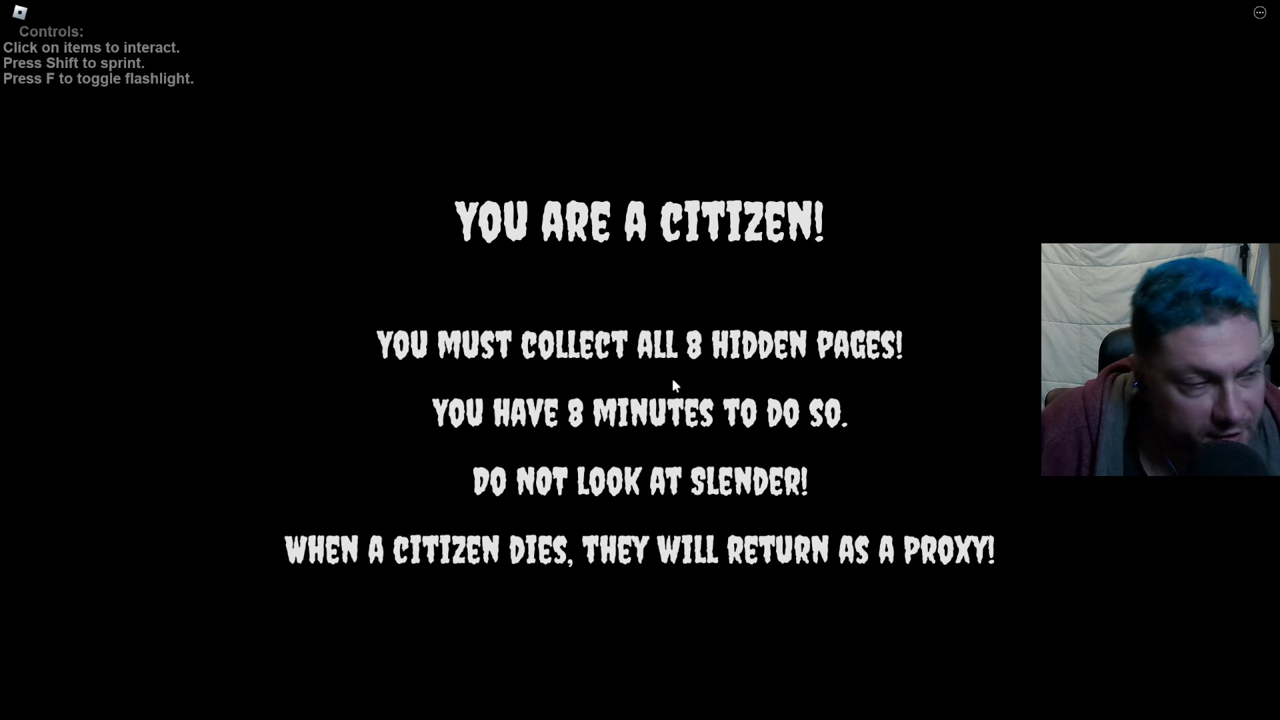 Controls:
Click on items to interact.
Press Shift to sprint.
Press F to toggle flashlight.
YOU ARE A CITIZEN!
YOU MUST COLLECT ALL 8 HIDDEN PAGES!
YOU HAVE 8 MINUTES TO DO SO.
DO NOT LOOK AT SLENDER!
WHEN A CITIZEN DIES, THEY WILL RETURN AS A PROXY!